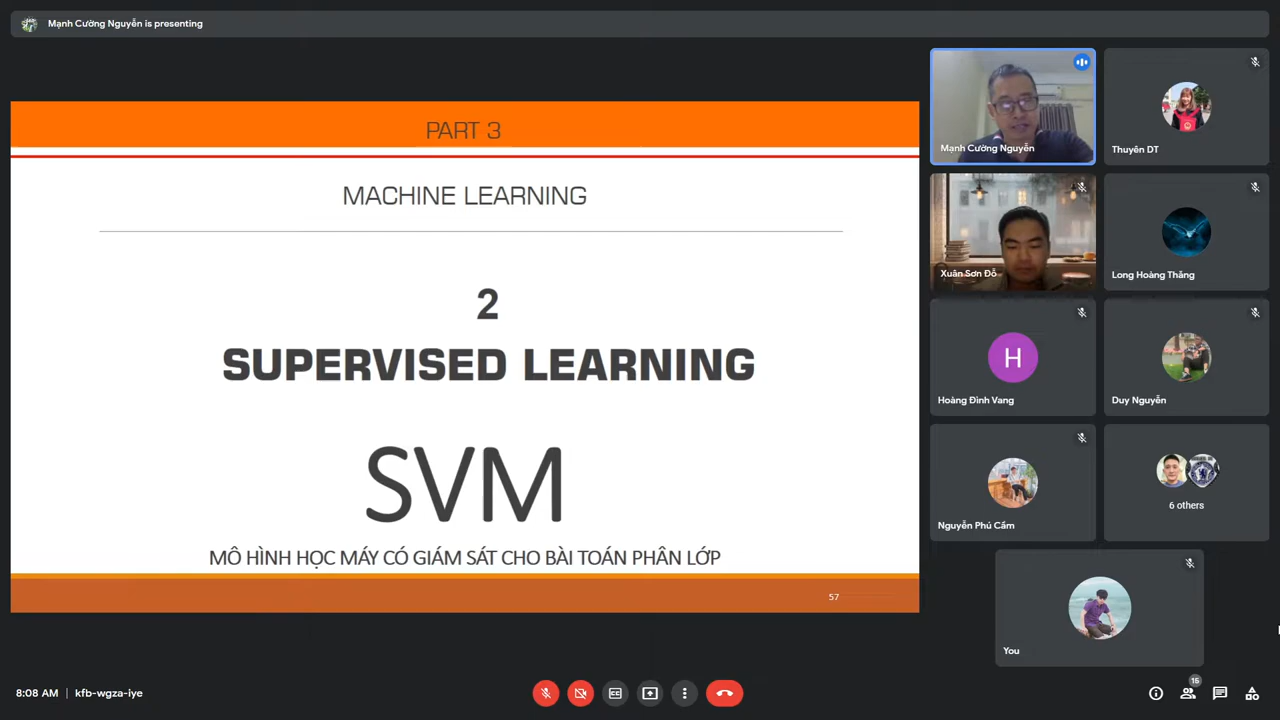 Mạnh Cường Nguyễn is presenting
PART 3
MACHINE LEARNING
2
SUPERVISED LEARNING
SVM
MÔ HÌNH HỌC MÁY CÓ GIÁM SÁT CHO BÀI TOÁN PHÂN LỚP
57
Mạnh Cường Nguyễn
Thuyên DT
Xuân Sơn Đỗ
Long Hoàng Thăng
H
Hoàng Đình Vang
Duy Nguyễn
Nguyễn Phú Cầm
6 others
You
8:08 AM | kfb-wgza-iye
15